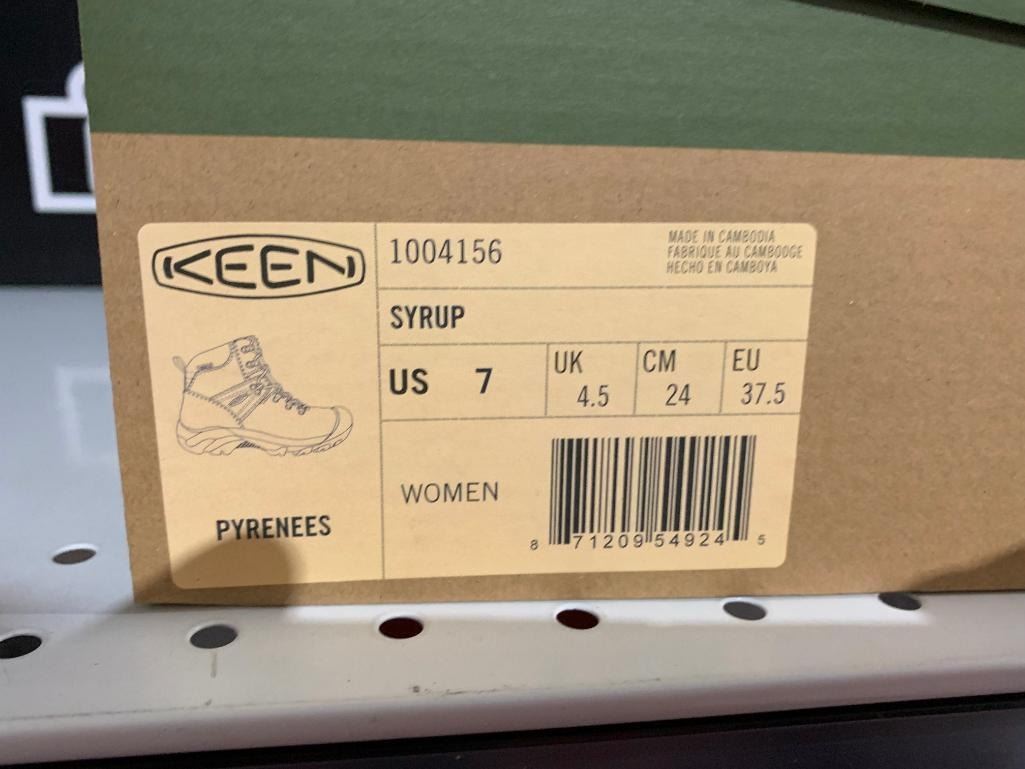 KEEN
1004156
MADE IN CAMBODIA
FABRIQUE AU CAMBODGE
HECHO EN CAMBOYA
SYRUP
US 7
UK 4.5
CM 24
EU 37.5
PYRENEES
WOMEN
8 71209 54924 5